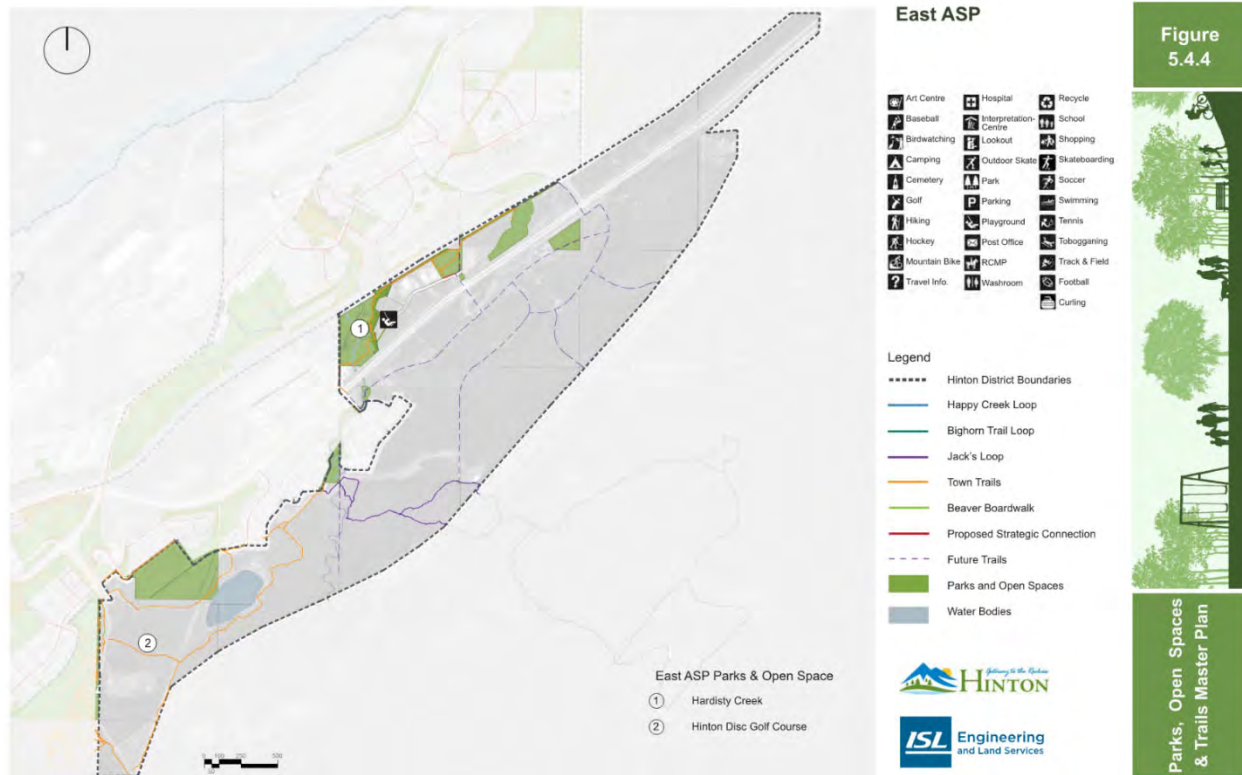 East ASP
Figure
5.4.4
Art Centre
Baseball
Birdwatching
Camping
Cemetery
Golf
Hiking
Hockey
Mountain Bike
Travel Info.
Hospital
Interpretation-
Centre
Lookout
Outdoor Skate
Park
Parking
Playground
Post Office
RCMP
Washroom
Recycle
School
Shopping
Skateboarding
Soccer
Swimming
Tennis
Tobogganing
Track & Field
Football
Curling
Legend
Hinton District Boundaries
Happy Creek Loop
Bighorn Trail Loop
Jack's Loop
Town Trails
Beaver Boardwalk
Proposed Strategic Connection
Future Trails
Parks and Open Spaces
Water Bodies
1
2
East ASP Parks & Open Space
1 Hardisty Creek
2 Hinton Disc Golf Course
Gateway to the Rockies
HINTON
ISL Engineering
and Land Services
Parks, Open Spaces
& Trails Master Plan